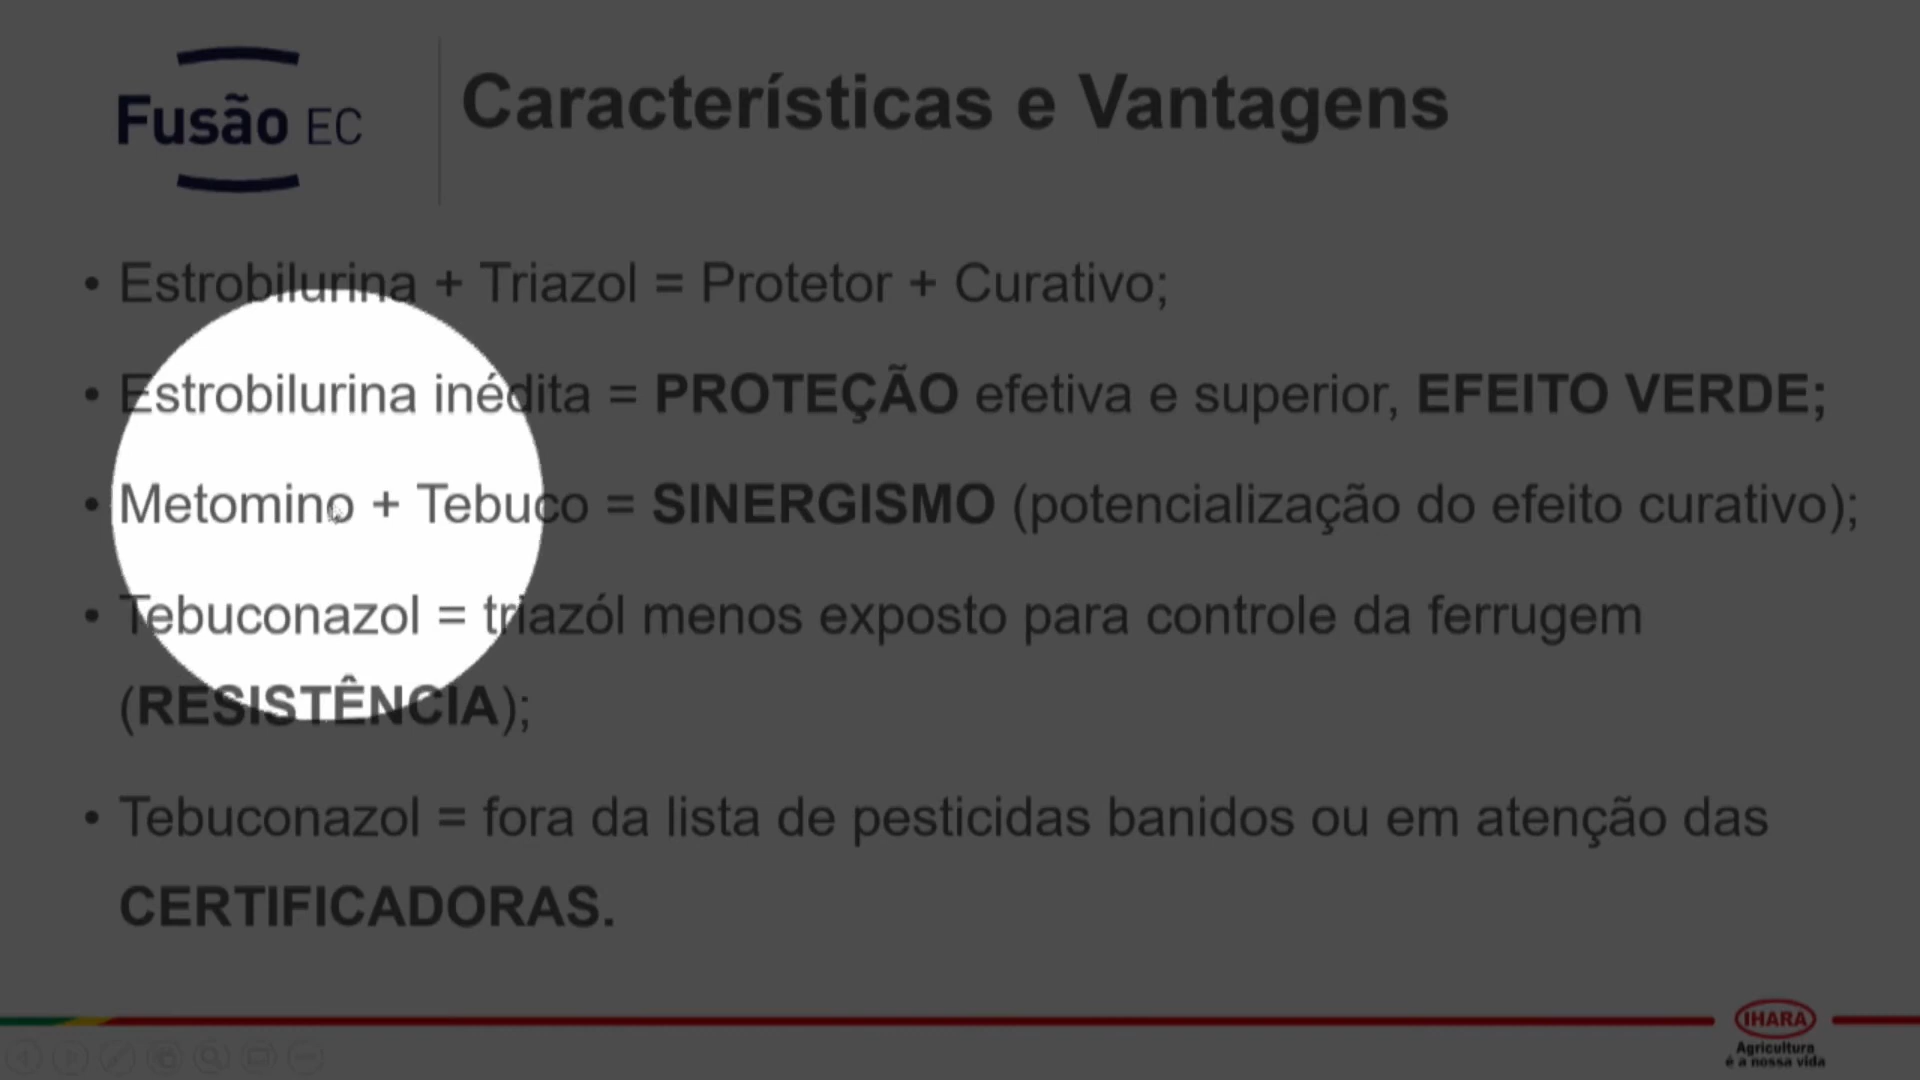 Fusão EC
Características e Vantagens
• Estrobilurina + Triazol = Protetor + Curativo;
• Estrobilurina inédita = PROTEÇÃO efetiva e superior, EFEITO VERDE;
• Metomino + Tebuco = SINERGISMO (potencialização do efeito curativo);
• Tebuconazol = triazól menos exposto para controle da ferrugem
(RESISTÊNCIA);
• Tebuconazol = fora da lista de pesticidas banidos ou em atenção das
CERTIFICADORAS.
IHARA
Agricultura
é a nossa vida